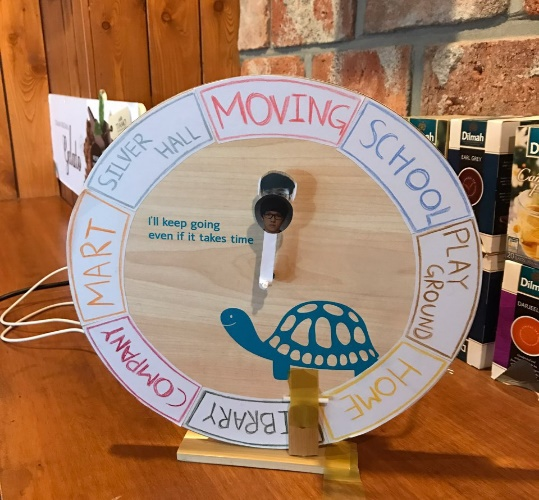 MOVING
SCHOOL
PLAY
GROUND
HOME
LIBRARY
COMPANY
MART
SILVER
HALL
I'll keep going
even if it takes time
Dilmah
EARL GREY
Dilmah